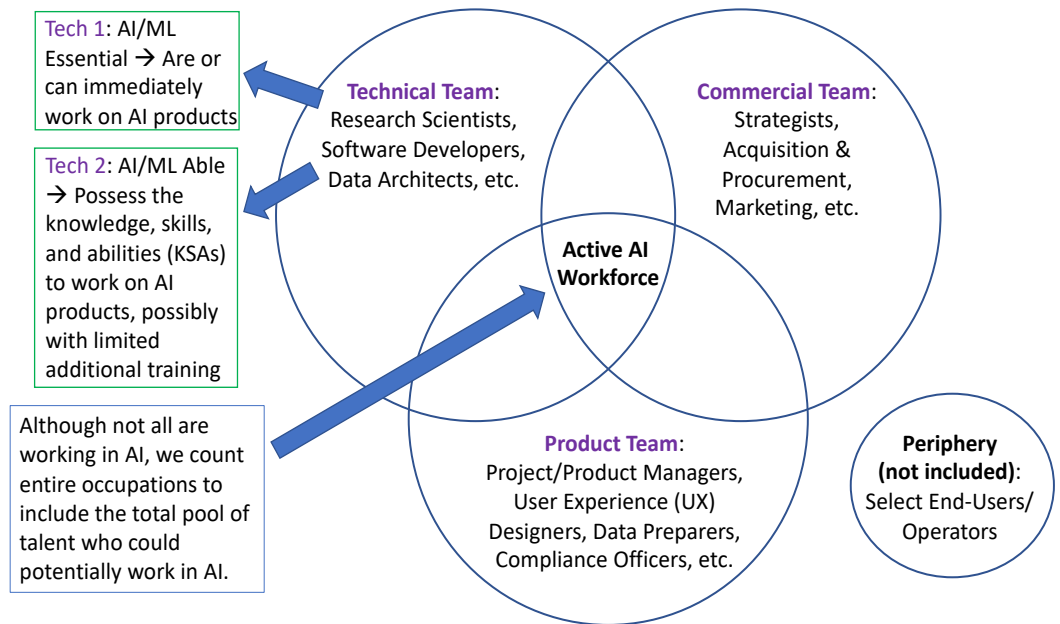 Tech 1: AI/ML
Essential → Are or
can immediately
work on AI products
Tech 2: AI/ML Able
→ Possess the
knowledge, skills,
and abilities (KSAs)
to work on AI
products, possibly
with limited
additional training
Although not all are
working in AI, we count
entire occupations to
include the total pool of
talent who could
potentially work in AI.
Technical Team:
Research Scientists,
Software Developers,
Data Architects, etc.
Commercial Team:
Strategists,
Acquisition &
Procurement,
Marketing, etc.
Active AI
Workforce
Product Team:
Project/Product Managers,
User Experience (UX)
Designers, Data Preparers,
Compliance Officers, etc.
Periphery
(not included):
Select End-Users/
Operators